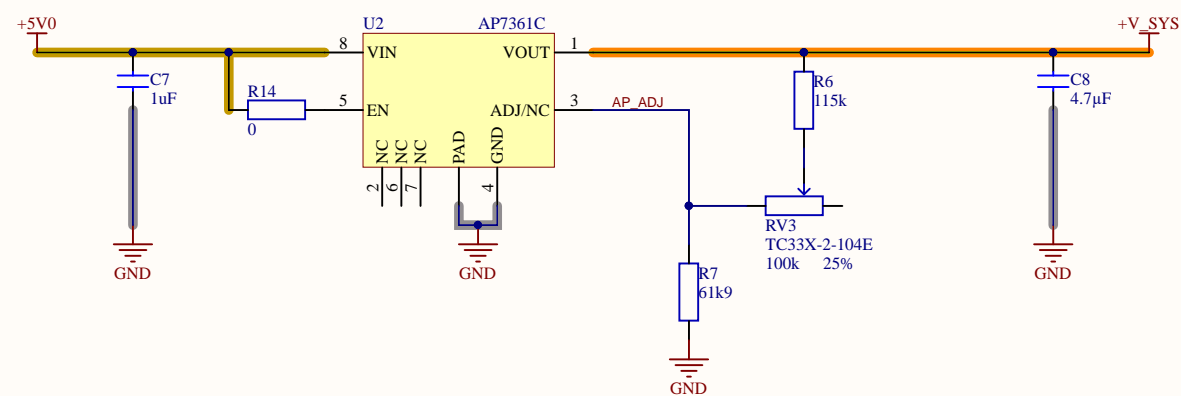 +5V0
U2 AP7361C
+V_SYS
8 VIN VOUT 1
C7
1uF
R14
0
5 EN ADJ/NC 3
AP_ADJ
R6
115k
C8
4.7µF
NC NC NC PAD GND
2 6 7 4
GND
GND
RV3
TC33X-2-104E
100k 25%
GND
R7
61k9
GND